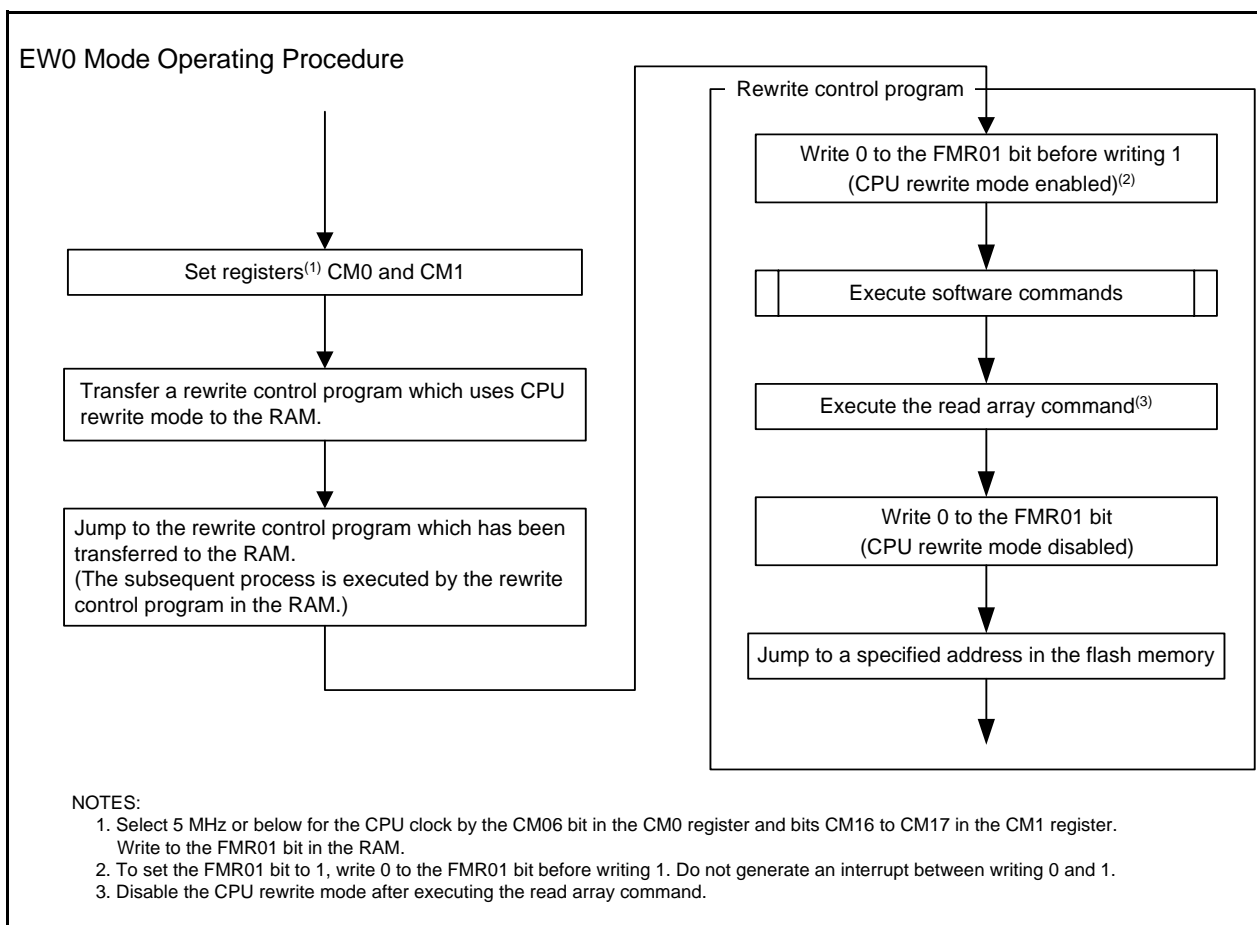 EW0 Mode Operating Procedure
Set registers(1) CM0 and CM1
Transfer a rewrite control program which uses CPU
rewrite mode to the RAM.
Jump to the rewrite control program which has been
transferred to the RAM.
(The subsequent process is executed by the rewrite
control program in the RAM.)
Rewrite control program
Write 0 to the FMR01 bit before writing 1
(CPU rewrite mode enabled)(2)
Execute software commands
Execute the read array command(3)
Write 0 to the FMR01 bit
(CPU rewrite mode disabled)
Jump to a specified address in the flash memory
NOTES:
1. Select 5 MHz or below for the CPU clock by the CM06 bit in the CM0 register and bits CM16 to CM17 in the CM1 register.
Write to the FMR01 bit in the RAM.
2. To set the FMR01 bit to 1, write 0 to the FMR01 bit before writing 1. Do not generate an interrupt between writing 0 and 1.
3. Disable the CPU rewrite mode after executing the read array command.